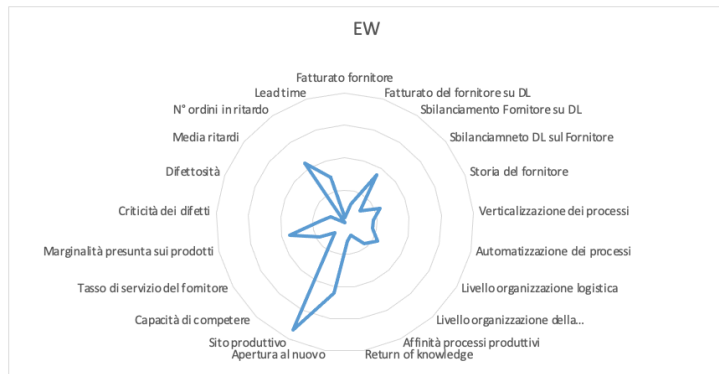 EW
Fatturato fornitore
Lead time
Fatturato del fornitore su DL
N° ordini in ritardo
Sbilanciamento Fornitore su DL
Media ritardi
Sbilanciamneto DL sul Fornitore
Difettosità
Storia del fornitore
Criticità dei difetti
Verticalizzazione dei processi
Marginalità presunta sui prodotti
Automatizzazione dei processi
Tasso di servizio del fornitore
Livello organizzazione logistica
Capacità di competere
Livello organizzazione della...
Sito produttivo
Affinità processi produttivi
Apertura al nuovo
Return of knowledge